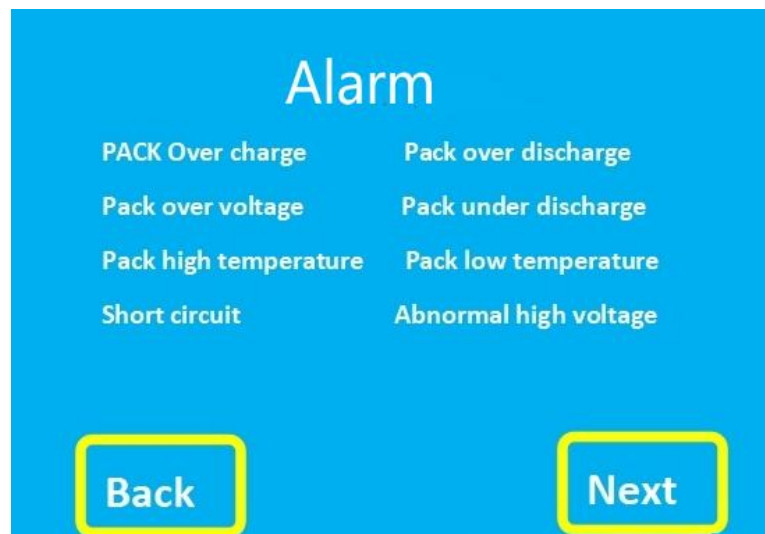 Alarm
PACK Over charge Pack over discharge
Pack over voltage Pack under discharge
Pack high temperature Pack low temperature
Short circuit Abnormal high voltage
Back Next